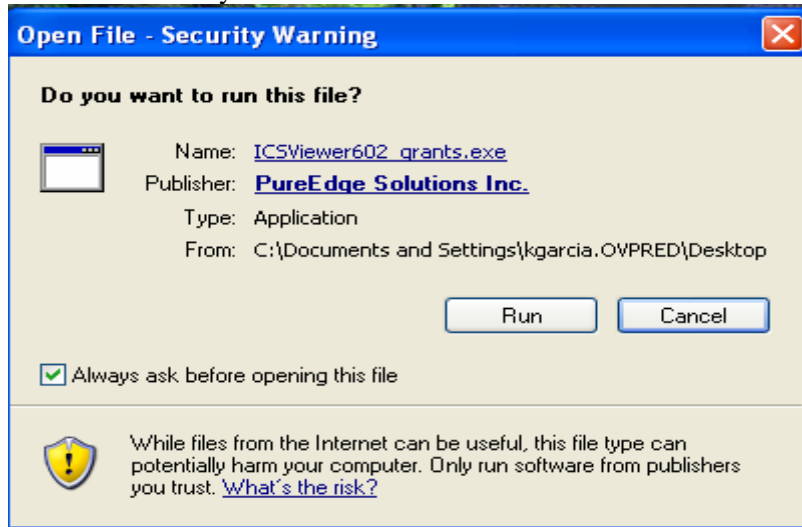 Open File - Security Warning
Do you want to run this file?
Name: ICSViewer602_grants.exe
Publisher: PureEdge Solutions Inc.
Type: Application
From: C:\Documents and Settings\kgarcia.OVPRED\Desktop
Run Cancel
Always ask before opening this file
While files from the Internet can be useful, this file type can
potentially harm your computer. Only run software from publishers
you trust. What's the risk?